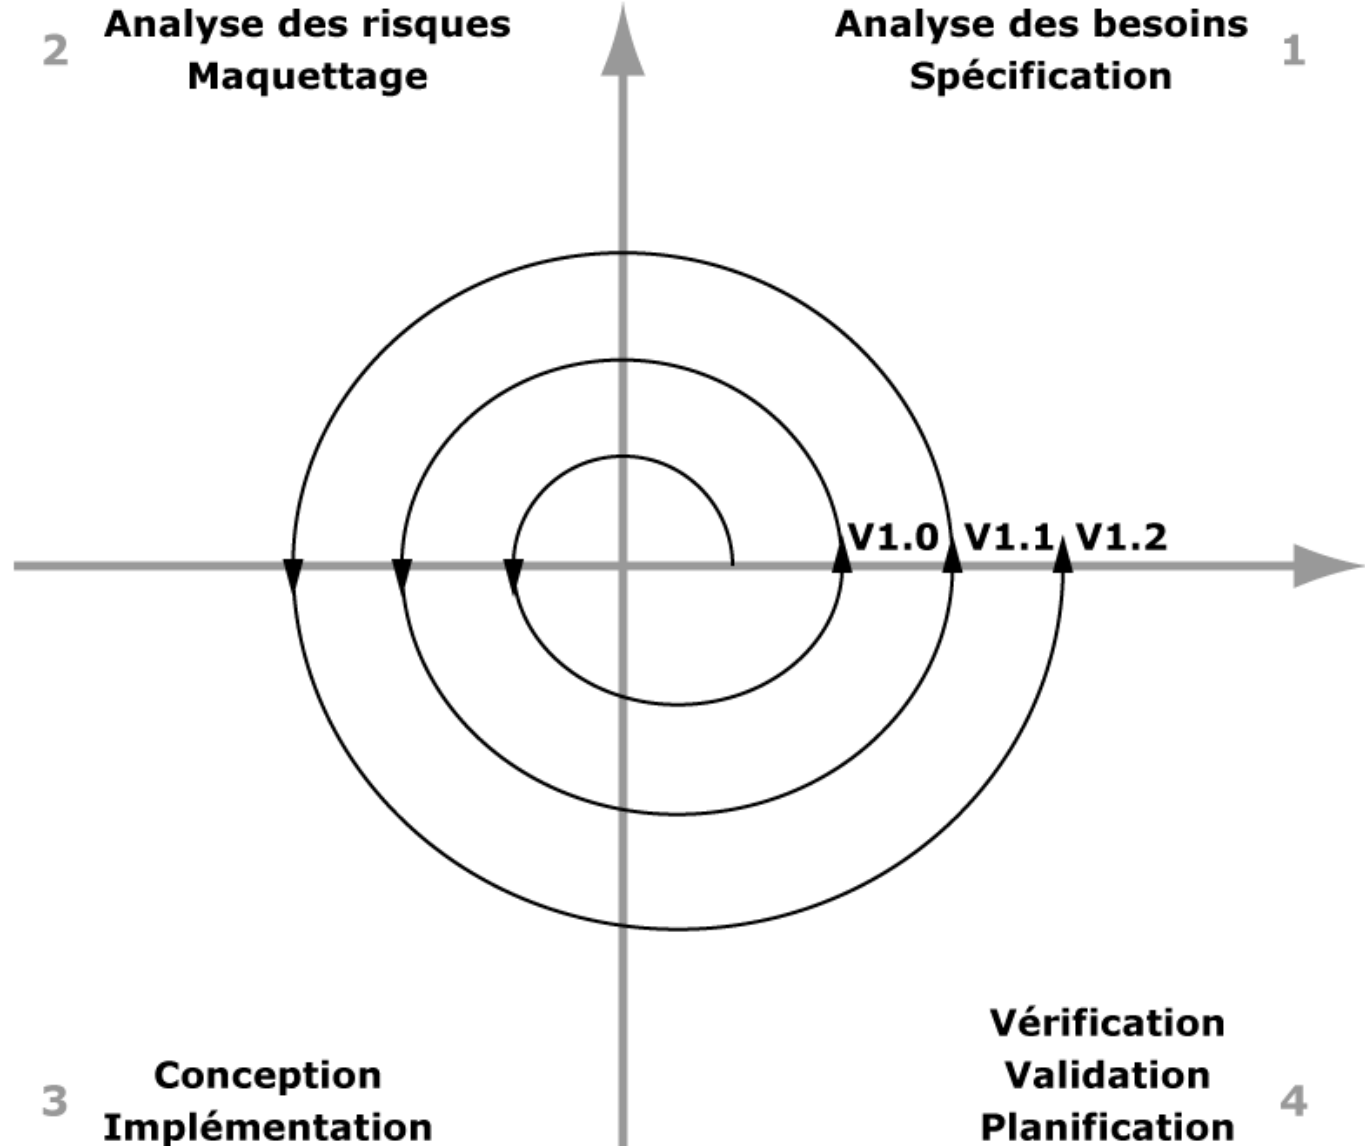 2
Analyse des risques
Maquettage
Analyse des besoins
Spécification
1
V1.0
V1.1
V1.2
3
Conception
Implémentation
Vérification
Validation
Planification
4